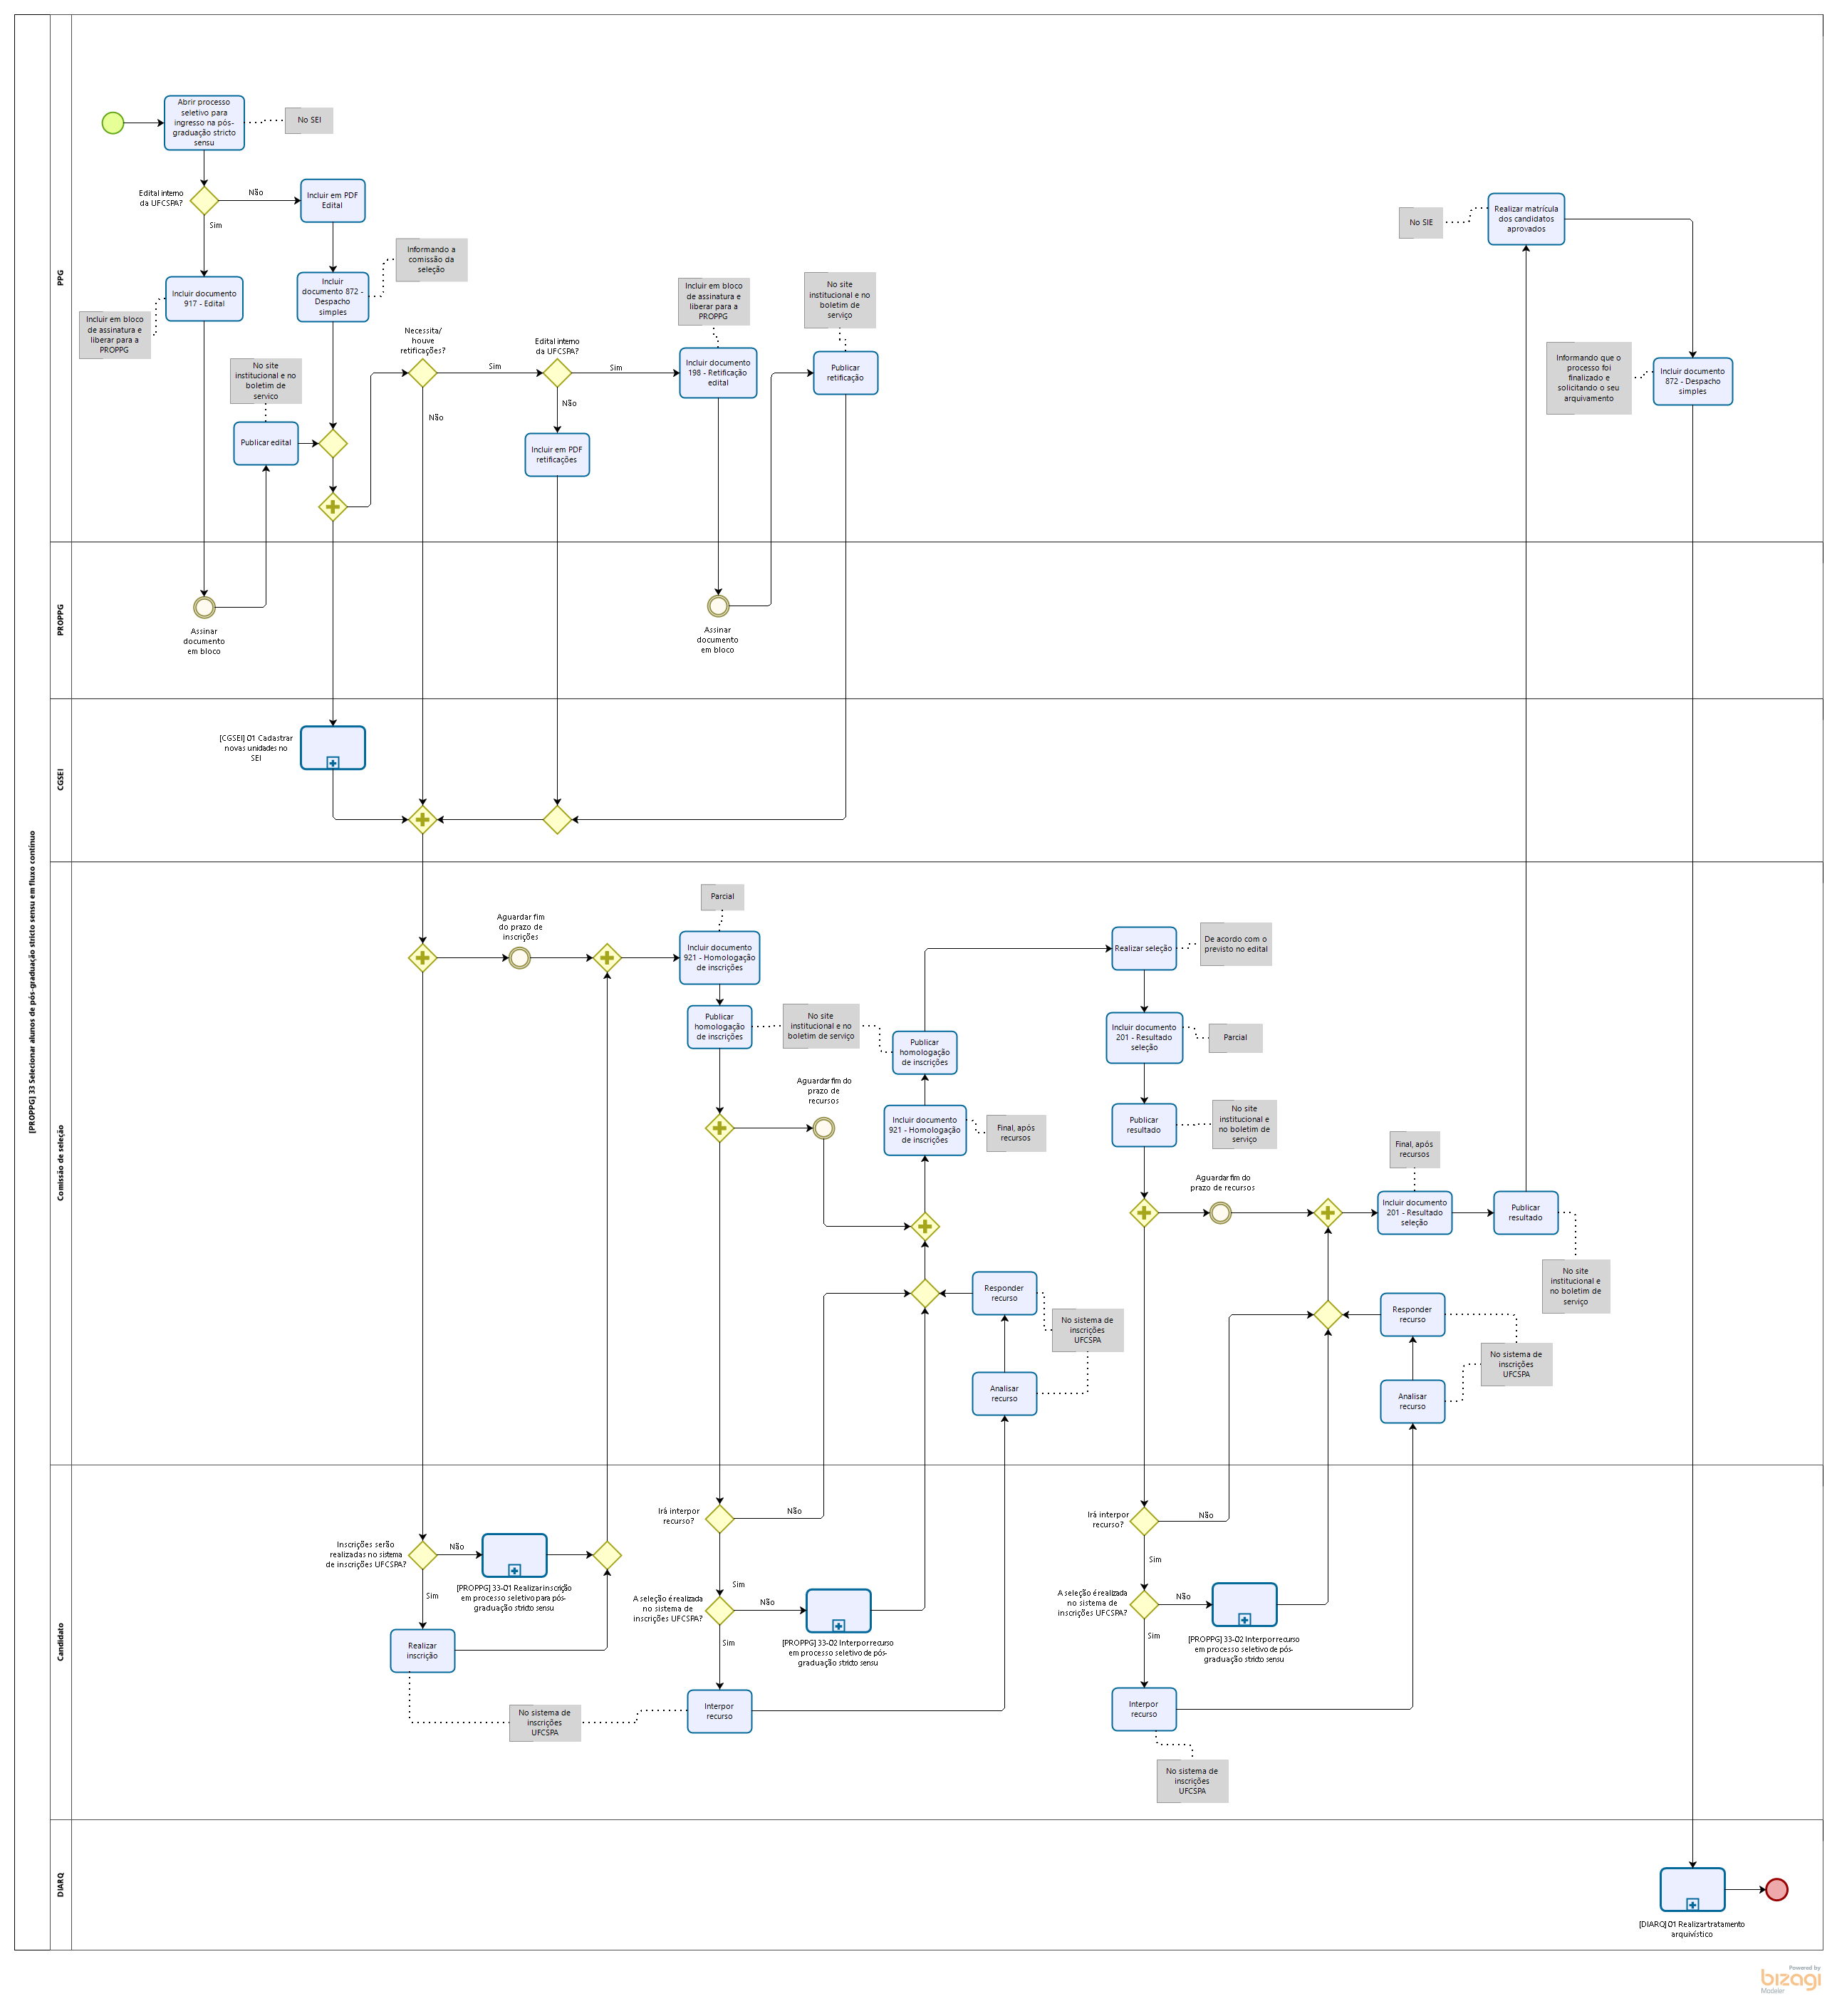 [PROPPG] 33 Selecionar alunos de pós-graduação stricto sensu em fluxo contínuo
PPG
Abrir processo
seletivo para
ingresso na pós-
graduação stricto
sensu
No SEI
Edital interno
da UFCSPA?
Não
Sim
Incluir em PDF
Edital
Incluir documento
917 - Edital
Incluir em bloco
de assinatura e
liberar para a
PROPPG
Incluir
documento 872 -
Despacho
simples
Informando a
comissão da
seleção
No site
institucional e no
boletim de
servico
Publicar edital
Necessita/
houve
retificações?
Sim
Não
Edital interno
da UFCSPA?
Sim
Não
Incluir em PDF
retificações
Incluir em bloco
de assinatura e
liberar para a
PROPPG
Incluir documento
198 - Retificação
edital
No site
institucional e no
boletim de
serviço
Publicar
retificação
No SIE
Realizar matrícula
dos candidatos
aprovados
Informando que o
processo foi
finalizado e
solicitando o seu
arquivamento
Incluir documento
872 - Despacho
simples
PROPPG
Assinar
documento
em bloco
Assinar
documento
em bloco
CGSEI
[CGSEI] 01 Cadastrar
novas unidades no
SEI
Comissão de seleção
Aguardar fim
do prazo de
inscrições
Parcial
Incluir documento
921 - Homologação
de inscrições
Publicar
homologação
de inscrições
No site
institucional e no
boletim de serviço
Publicar
homologação
de inscrições
Aguardar fim do
prazo de
recursos
Incluir documento
921 - Homologação
de inscrições
Final, após
recursos
Responder
recurso
No sistema de
inscrições
UFCSPA
Analisar
recurso
Realizar seleção
De acordo com o
previsto no edital
Incluir documento
201 - Resultado
seleção
Parcial
Publicar
resultado
No site
institucional e
no boletim de
serviço
Aguardar fim do
prazo de recursos
Final, após
recursos
Incluir documento
201 - Resultado
seleção
Publicar
resultado
No site
institucional e
no boletim de
serviço
Responder
recurso
No sistema de
inscrições
UFCSPA
Analisar
recurso
Candidato
Inscrições serão
realizadas no sistema
de inscrições UFCSPA?
Não
Sim
[PROPPG] 33-01 Realizar inscrição
em processo seletivo para pós-
graduação stricto sensu
Realizar
inscrição
No sistema de
inscrições
UFCSPA
Irá interpor
recurso?
Não
Sim
A seleção é realizada
no sistema de
inscrições UFCSPA?
Não
Sim
[PROPPG] 33-02 Interpor recurso
em processo seletivo de pós-
graduação stricto sensu
Interpor
recurso
Irá interpor
recurso?
Não
Sim
A seleção é realizada
no sistema de
inscrições UFCSPA?
Não
Sim
[PROPPG] 33-02 Interpor recurso
em processo seletivo de pós-
graduação stricto sensu
Interpor
recurso
No sistema de
inscrições
UFCSPA
DIARQ
[DIARQ] 01 Realizar tratamento
arquivístico
Powered by
bizagi
Modeler